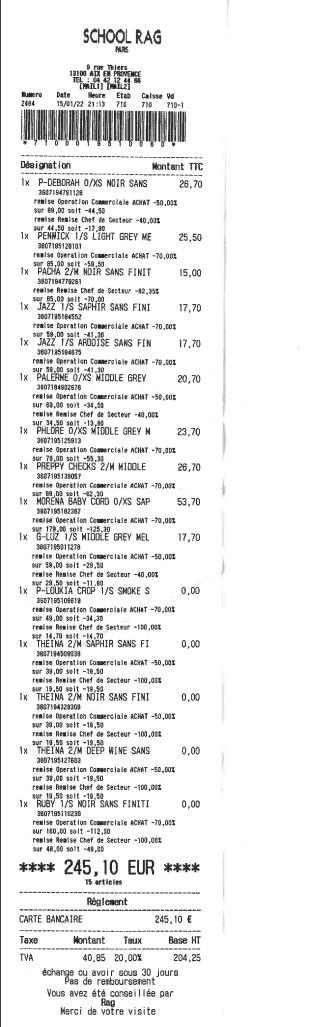 SCHOOL RAG
PARIS
9 rue Thiers
13100 AIX EN PROVENCE
TEL : 04 42 12 44 66
[MAIL1] [MAIL2]
Numero Date Heure Etab Caisse Vd
2404 15/01/22 21:13 710 710 710-1
Désignation Montant TTC
1x P-DEBORAH 0/XS NOIR SANS 26,70
3607194791128
remise Operation Commerciale ACHAT -50,00%
sur 89,00 soit -44,50
remise Remise Chef de Secteur -40,00%
sur 44,50 soit -17,80
1x PENWICK 1/S LIGHT GREY ME 25,50
3607195128101
remise Operation Commerciale ACHAT -70,00%
sur 85,00 soit -59,50
1x PACHA 2/M NOIR SANS FINIT 15,00
3607194779261
remise Remise Chef de Secteur -82,35%
sur 85,00 soit -70,00
1x JAZZ 1/S SAPHIR SANS FINI 17,70
3607195184552
remise Operation Commerciale ACHAT -70,00%
sur 59,00 soit -41,30
1x JAZZ 1/S ARDOISE SANS FIN 17,70
3607195184675
remise Operation Commerciale ACHAT -70,00%
sur 59,00 soit -41,30
1x PALERME 0/XS MIDDLE GREY 20,70
3607194802676
remise Operation Commerciale ACHAT -50,00%
sur 69,00 soit -34,50
remise Remise Chef de Secteur -40,00%
sur 34,50 soit -13,80
1x PHLORE 0/XS MIDDLE GREY M 23,70
3607195125913
remise Operation Commerciale ACHAT -70,00%
sur 79,00 soit -55,30
1x PREPPY CHECKS 2/M MIDDLE 26,70
3607195139057
remise Operation Commerciale ACHAT -70,00%
sur 89,00 soit -62,30
1x MORENA BABY CORD 0/XS SAP 53,70
3607195182367
remise Operation Commerciale ACHAT -70,00%
sur 179,00 soit -125,30
1x G-LUZ 1/S MIDDLE GREY MEL 17,70
3607195011278
remise Operation Commerciale ACHAT -50,00%
sur 59,00 soit -29,50
remise Remise Chef de Secteur -40,00%
sur 29,50 soit -11,80
1x P-LOUKIA CROP 1/S SMOKE S 0,00
3607195108619
remise Operation Commerciale ACHAT -70,00%
sur 49,00 soit -34,30
remise Remise Chef de Secteur -100,00%
sur 14,70 soit -14,70
1x THEINA 2/M SAPHIR SANS FI 0,00
3607194509039
remise Operation Commerciale ACHAT -50,00%
sur 39,00 soit -19,50
remise Remise Chef de Secteur -100,00%
sur 19,50 soit -19,50
1x THEINA 2/M NOIR SANS FINI 0,00
3607194328308
remise Operation Commerciale ACHAT -50,00%
sur 39,00 soit -19,50
remise Remise Chef de Secteur -100,00%
sur 19,50 soit -19,50
1x THEINA 2/M DEEP WINE SANS 0,00
3607195127603
remise Operation Commerciale ACHAT -50,00%
sur 39,00 soit -19,50
remise Remise Chef de Secteur -100,00%
sur 19,50 soit -19,50
1x RUBY 1/S NOIR SANS FINITI 0,00
3607195110230
remise Operation Commerciale ACHAT -70,00%
sur 160,00 soit -112,00
remise Remise Chef de Secteur -100,00%
sur 48,00 soit -48,00
**** 245,10 EUR ****
15 articles
Règlement
CARTE BANCAIRE 245,10 €
Taxe Montant Taux Base HT
TVA 40,85 20,00% 204,25
échange ou avoir sous 30 jours
Pas de remboursement
Vous avez été conseillée par
Rag
Merci de votre visite